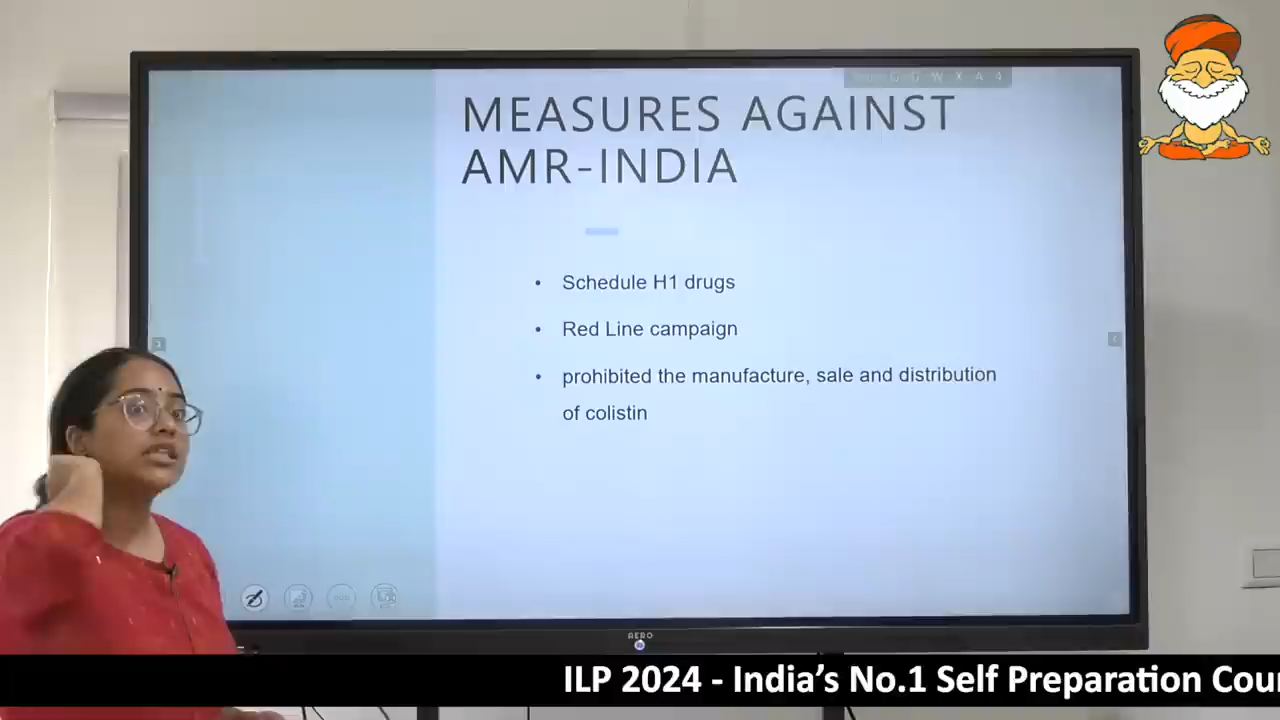 MEASURES AGAINST
AMR-INDIA
• Schedule H1 drugs
• Red Line campaign
• prohibited the manufacture, sale and distribution
of colistin
AERO
ILP 2024 - India’s No.1 Self Preparation Cour